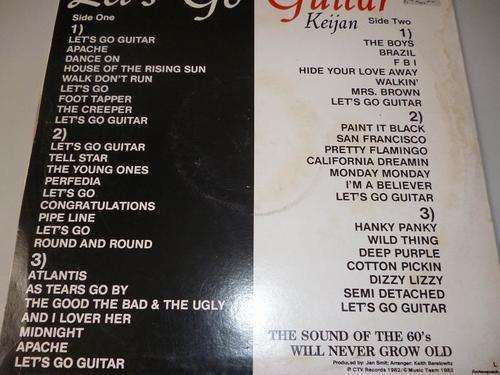 Let's Go Guitar
Keijan
Side One
1)
LET'S GO GUITAR
APACHE
DANCE ON
HOUSE OF THE RISING SUN
WALK DON'T RUN
LET'S GO
FOOT TAPPER
THE CREEPER
LET'S GO GUITAR
2)
LET'S GO GUITAR
TELL STAR
THE YOUNG ONES
PERFEDIA
LET'S GO
CONGRATULATIONS
PIPE LINE
LET'S GO
ROUND AND ROUND
3)
ATLANTIS
AS TEARS GO BY
THE GOOD THE BAD & THE UGLY
AND I LOVER HER
MIDNIGHT
APACHE
LET'S GO GUITAR
Side Two
1)
THE BOYS
BRAZIL
F B I
HIDE YOUR LOVE AWAY
WALKIN'
MRS. BROWN
LET'S GO GUITAR
2)
PAINT IT BLACK
SAN FRANCISCO
PRETTY FLAMINGO
CALIFORNIA DREAMIN
MONDAY MONDAY
I'M A BELIEVER
LET'S GO GUITAR
3)
HANKY PANKY
WILD THING
DEEP PURPLE
COTTON PICKIN
DIZZY LIZZY
SEMI DETACHED
LET'S GO GUITAR
THE SOUND OF THE 60's
WILL NEVER GROW OLD
Produced by: Jan Smit; Arranger: Keith Berelowitz
℗ CTV Records 1982/ © Music Team 1982